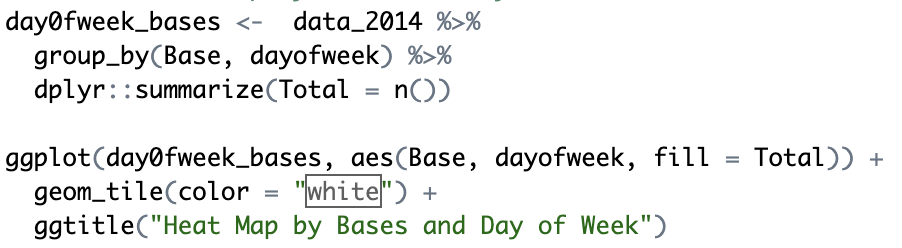 day0fweek_bases <-  data_2014 %>%
  group_by(Base, dayofweek) %>%
  dplyr::summarize(Total = n())
ggplot(day0fweek_bases, aes(Base, dayofweek, fill = Total)) +
  geom_tile(color = "white") +
  ggtitle("Heat Map by Bases and Day of Week")